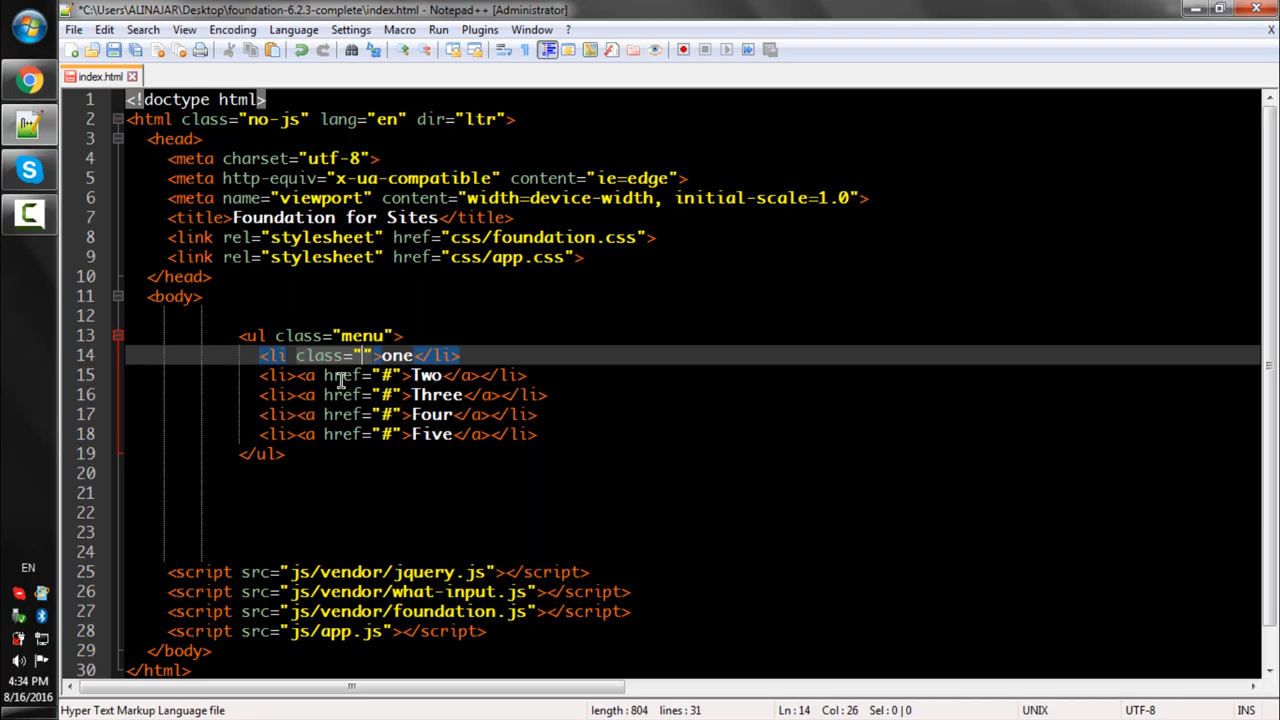 *C:\Users\ALINAJAR\Desktop\foundation-6.2.3-complete\index.html - Notepad++ [Administrator]
File Edit Search View Encoding Language Settings Macro Run Plugins Window ? X
index.html
1 <!doctype html>
2 <html class="no-js" lang="en" dir="ltr">
3 <head>
4 <meta charset="utf-8">
5 <meta http-equiv="x-ua-compatible" content="ie=edge">
6 <meta name="viewport" content="width=device-width, initial-scale=1.0">
7 <title>Foundation for Sites</title>
8 <link rel="stylesheet" href="css/foundation.css">
9 <link rel="stylesheet" href="css/app.css">
10 </head>
11 <body>
12
13 <ul class="menu">
14 <li class="">one</li>
15 <li><a href="#">Two</a></li>
16 <li><a href="#">Three</a></li>
17 <li><a href="#">Four</a></li>
18 <li><a href="#">Five</a></li>
19 </ul>
20
21
22
23
24
25 <script src="js/vendor/jquery.js"></script>
26 <script src="js/vendor/what-input.js"></script>
27 <script src="js/vendor/foundation.js"></script>
28 <script src="js/app.js"></script>
29 </body>
30 </html>
EN
4:34 PM
8/16/2016
Hyper Text Markup Language file length : 804 lines : 31 Ln : 14 Col : 26 Sel : 0 | 0 UNIX UTF-8 INS